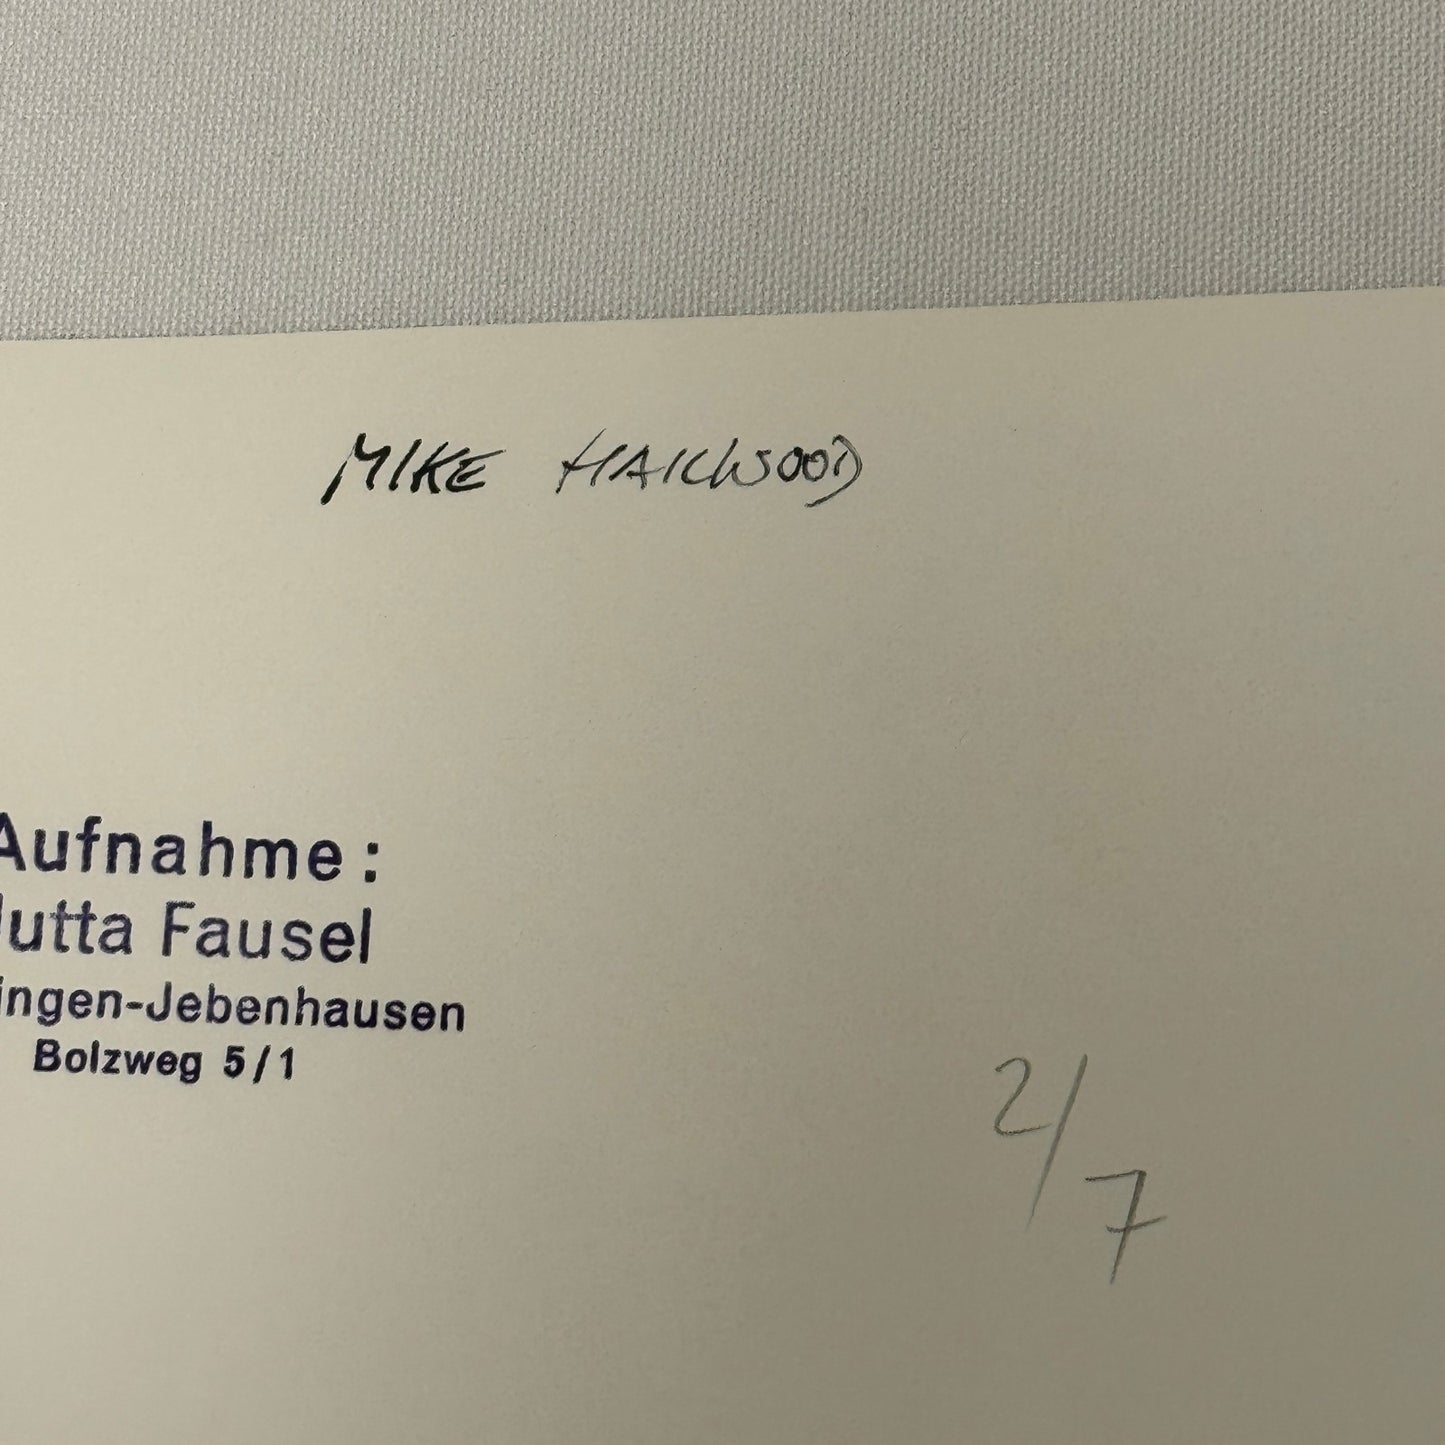 MIKE HAILWOOD
Aufnahme:
Jutta Fausel
ingen-Jebenhausen
Bolzweg 5/1
2/7